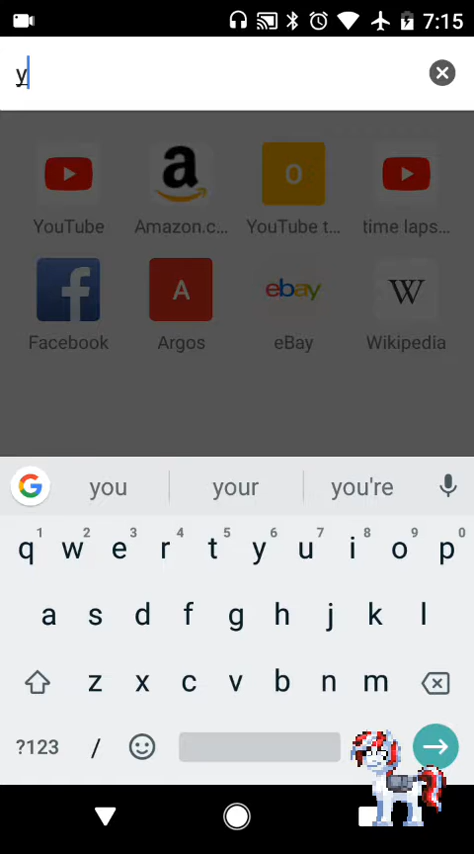 7:15
y
a
O
YouTube Amazon.c... YouTube t... time laps...
f A ebay W
Facebook Argos eBay Wikipedia
G you your you're
1 2 3 4 5 6 7 8 9 0
q w e r t y u i o p
a s d f g h j k l
z x c v b n m
?123 /